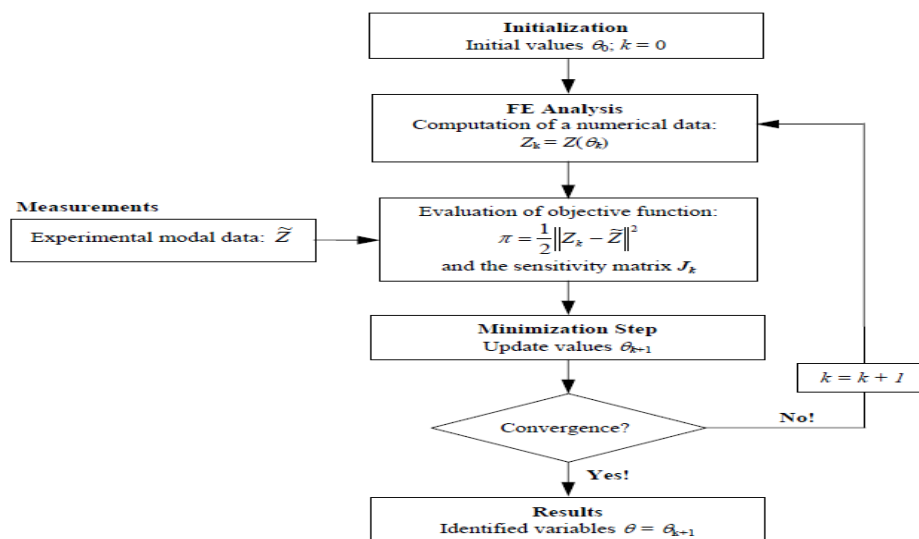 Initialization
Initial values θ₀; k = 0
FE Analysis
Computation of a numerical data:
Zₖ = Z(θₖ)
Measurements
Experimental modal data: Z̃
Evaluation of objective function:
π = 1/2 ‖Zₖ − Z̃‖²
and the sensitivity matrix Jₖ
Minimization Step
Update values θₖ₊₁
k = k + 1
Convergence?
No!
Yes!
Results
Identified variables θ = θₖ₊₁